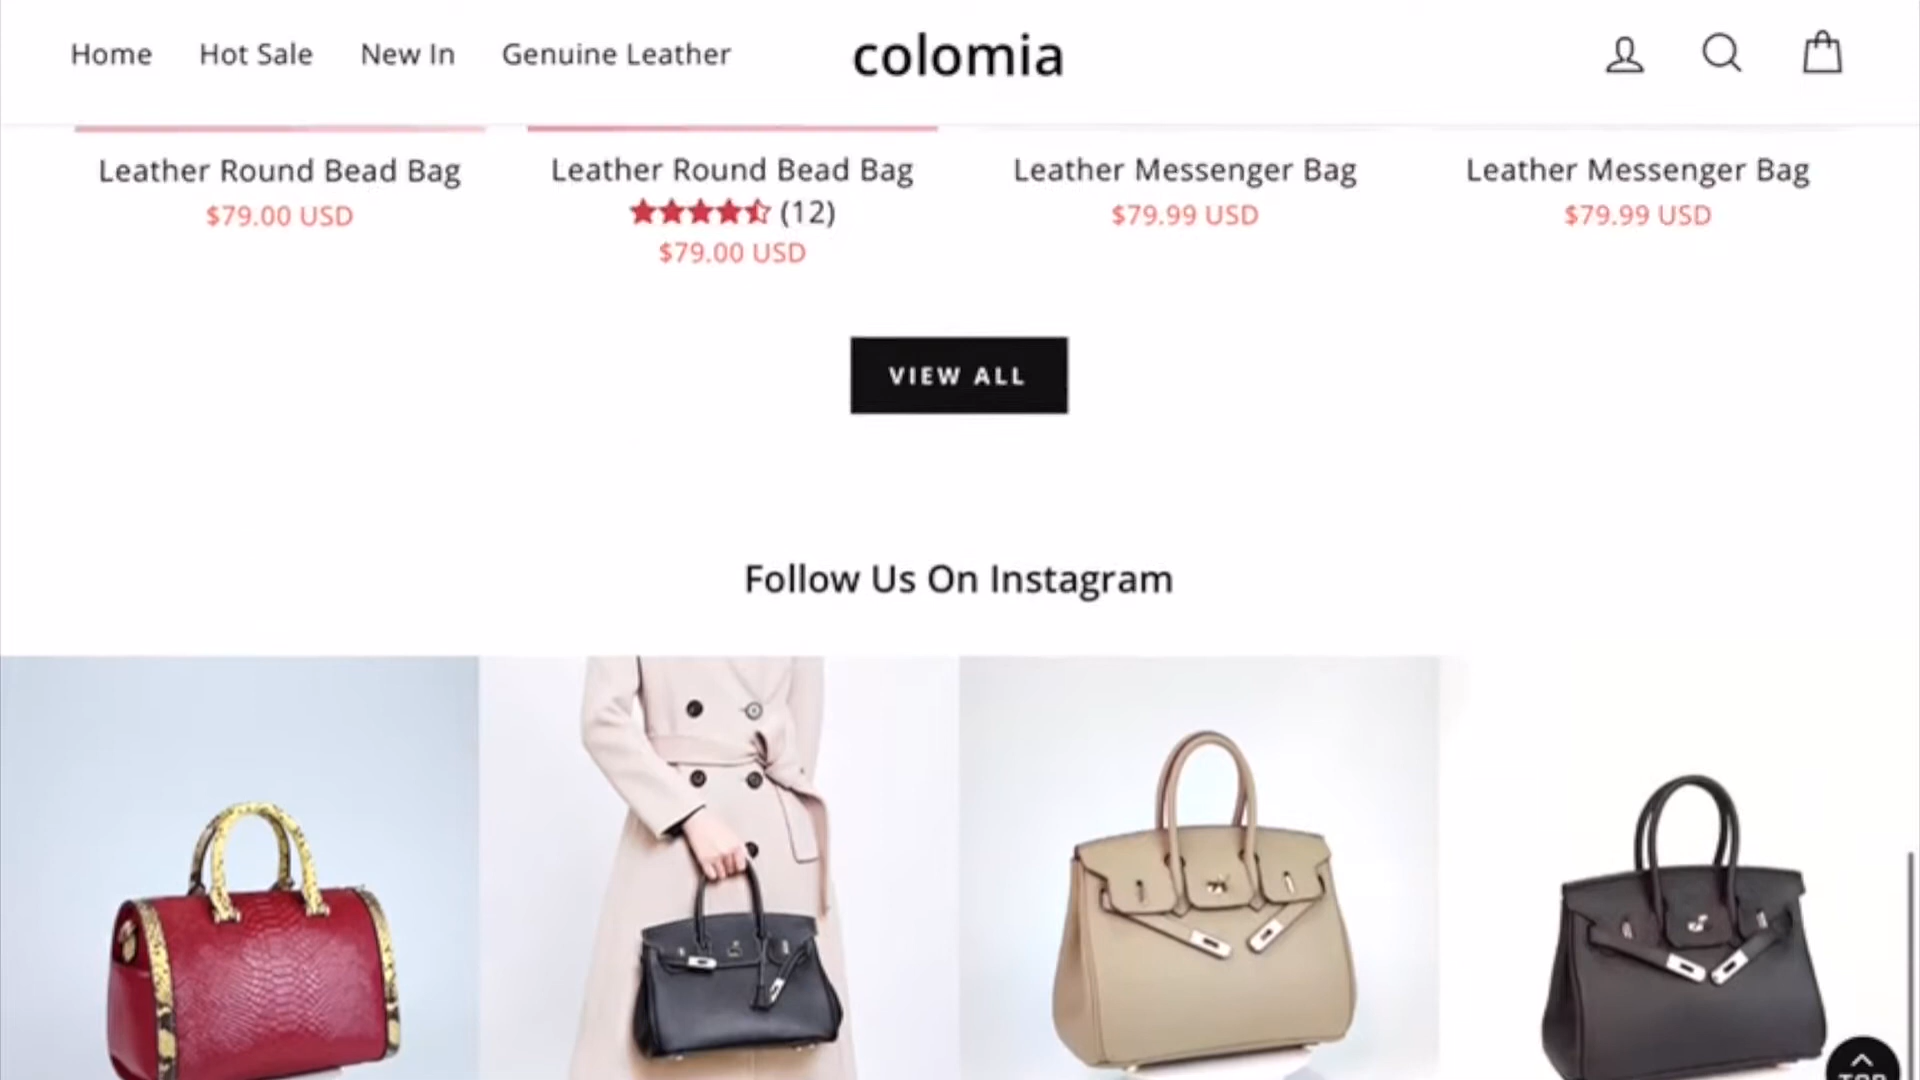 Home Hot Sale New In Genuine Leather
colomia
Leather Round Bead Bag
$79.00 USD
Leather Round Bead Bag
(12)
$79.00 USD
Leather Messenger Bag
$79.99 USD
Leather Messenger Bag
$79.99 USD
VIEW ALL
Follow Us On Instagram
TOP